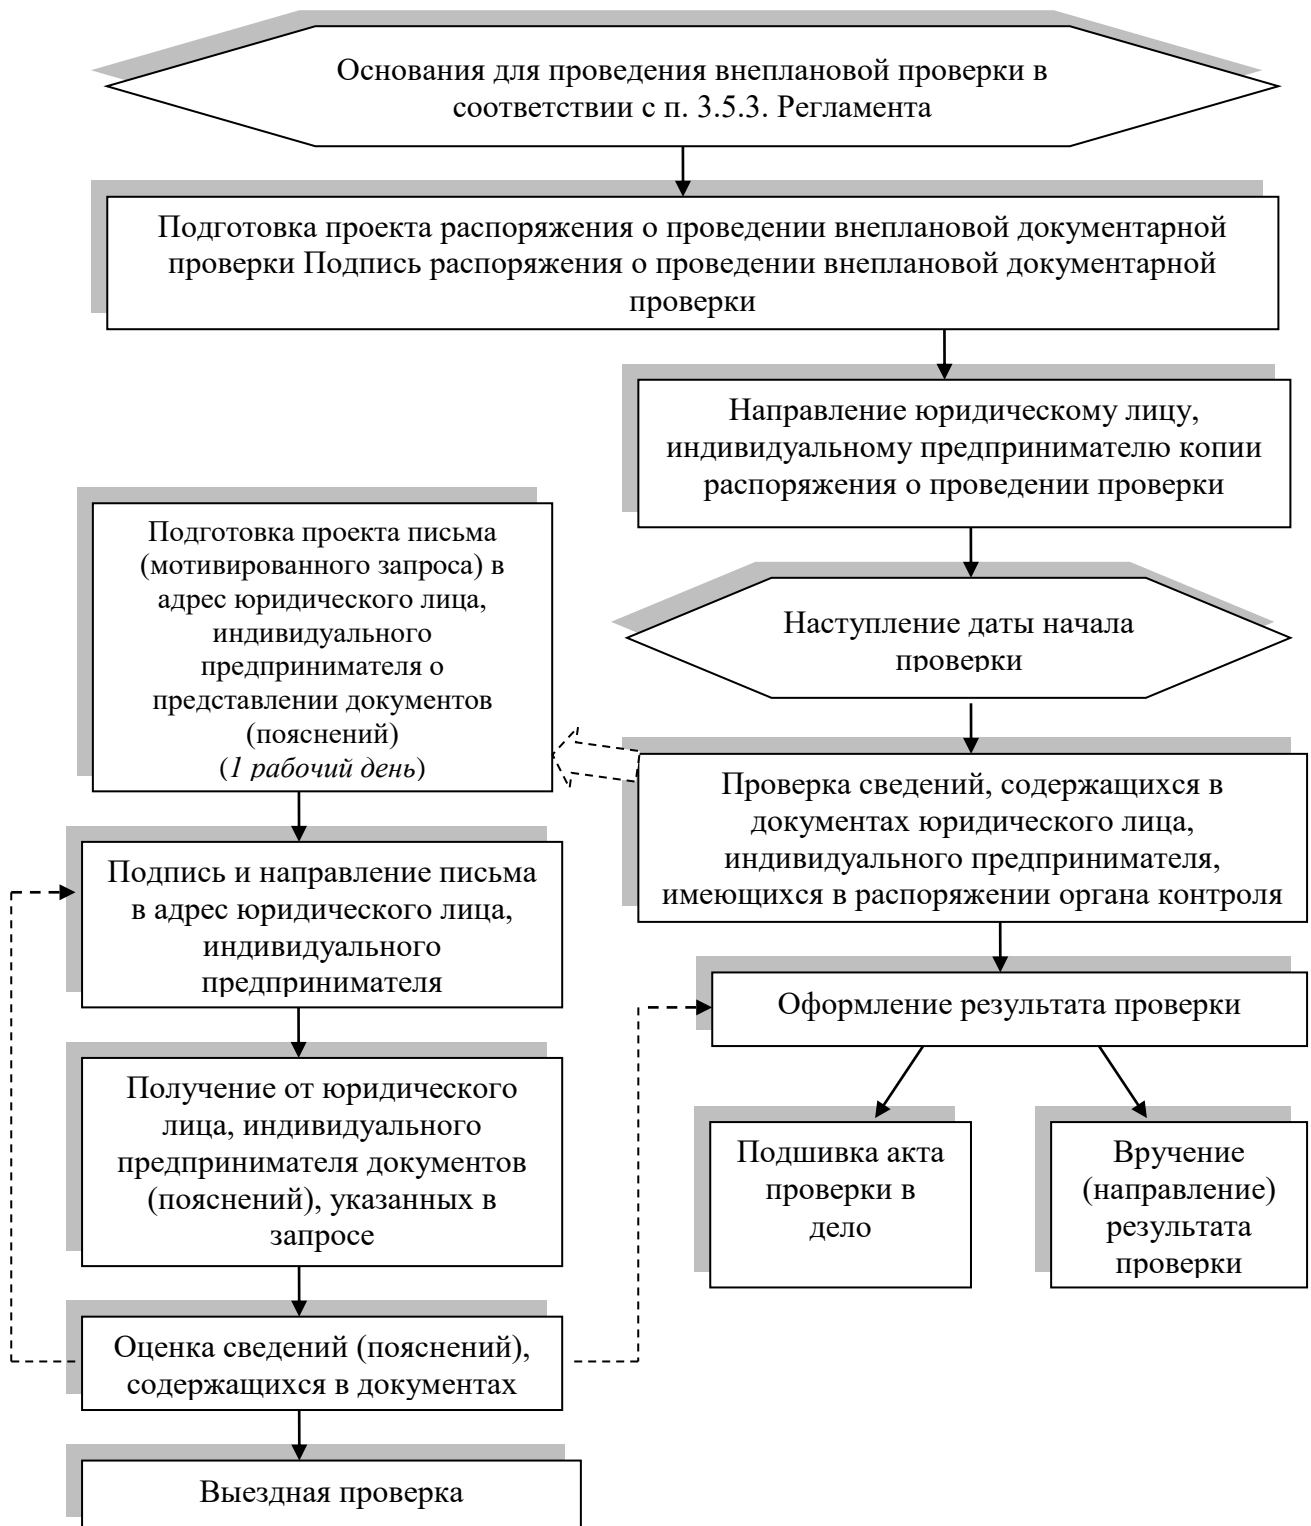 Основания для проведения внеплановой проверки в
соответствии с п. 3.5.3. Регламента
Подготовка проекта распоряжения о проведении внеплановой документарной
проверки Подпись распоряжения о проведении внеплановой документарной
проверки
Направление юридическому лицу,
индивидуальному предпринимателю копии
распоряжения о проведении проверки
Наступление даты начала
проверки
Проверка сведений, содержащихся в
документах юридического лица,
индивидуального предпринимателя,
имеющихся в распоряжении органа контроля
Подготовка проекта письма
(мотивированного запроса) в
адрес юридического лица,
индивидуального
предпринимателя о
представлении документов
(пояснений)
(1 рабочий день)
Подпись и направление письма
в адрес юридического лица,
индивидуального
предпринимателя
Получение от юридического
лица, индивидуального
предпринимателя документов
(пояснений), указанных в
запросе
Оценка сведений (пояснений),
содержащихся в документах
Выездная проверка
Оформление результата проверки
Подшивка акта
проверки в
дело
Вручение
(направление)
результата
проверки